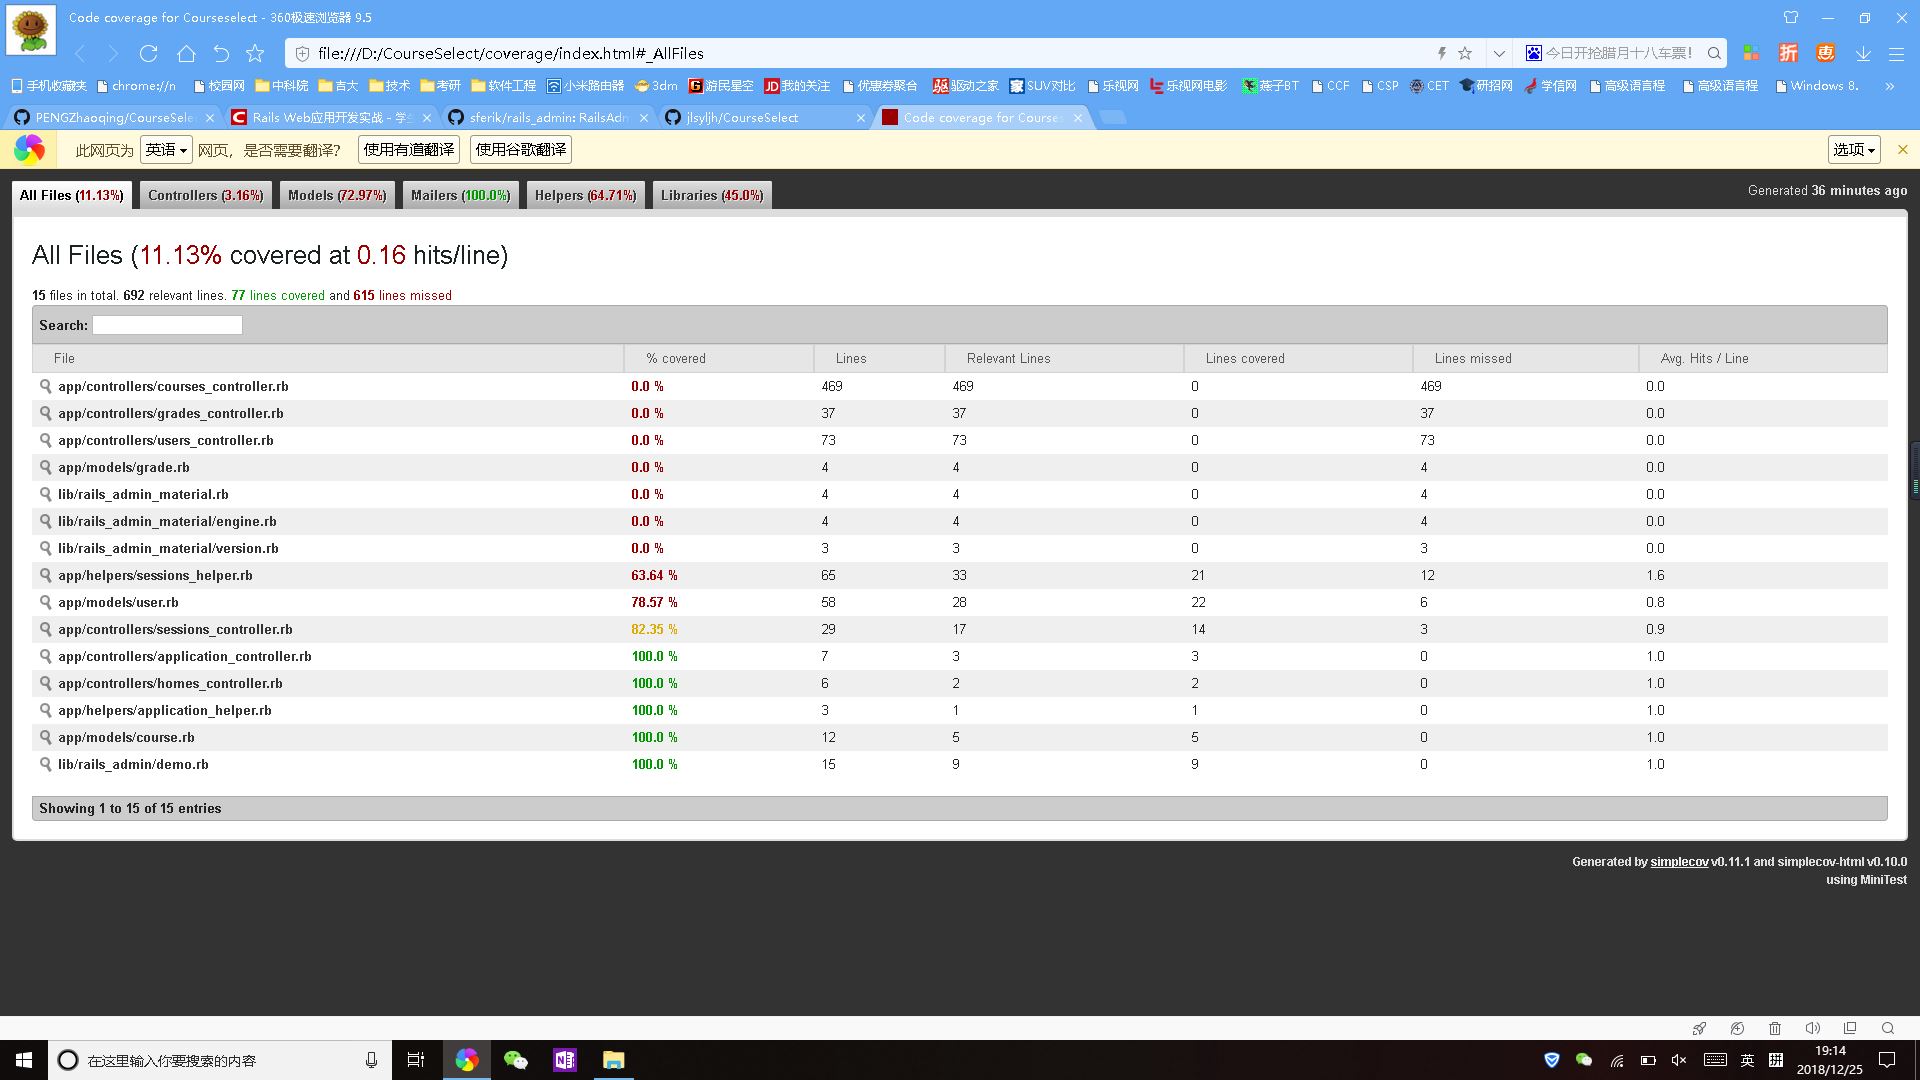 Code coverage for Courseselect - 360极速浏览器 9.5
file:///D:/CourseSelect/coverage/index.html#_AllFiles
今日开抢腊月十八车票!
折
惠
手机收藏夹 chrome://n 校园网 中科院 吉大 技术 考研 软件工程 小米路由器 3dm 游民星空 JD我的关注 优惠券聚合 驱动之家 SUV对比 乐视网 乐视网电影 燕子BT CCF CSP CET 研招网 学信网 高级语言程 高级语言程 Windows 8. »
PENGZhaoqing/CourseSele Rails Web应用开发实战 - 学生 sferik/rails_admin: RailsAdm jlsyljh/CourseSelect Code coverage for Courses
此网页为 英语 网页，是否需要翻译? 使用有道翻译 使用谷歌翻译 选项
All Files (11.13%) Controllers (3.16%) Models (72.97%) Mailers (100.0%) Helpers (64.71%) Libraries (45.0%) Generated 36 minutes ago
All Files (11.13% covered at 0.16 hits/line)
15 files in total. 692 relevant lines. 77 lines covered and 615 lines missed
Search:
File % covered Lines Relevant Lines Lines covered Lines missed Avg. Hits / Line
app/controllers/courses_controller.rb 0.0 % 469 469 0 469 0.0
app/controllers/grades_controller.rb 0.0 % 37 37 0 37 0.0
app/controllers/users_controller.rb 0.0 % 73 73 0 73 0.0
app/models/grade.rb 0.0 % 4 4 0 4 0.0
lib/rails_admin_material.rb 0.0 % 4 4 0 4 0.0
lib/rails_admin_material/engine.rb 0.0 % 4 4 0 4 0.0
lib/rails_admin_material/version.rb 0.0 % 3 3 0 3 0.0
app/helpers/sessions_helper.rb 63.64 % 65 33 21 12 1.6
app/models/user.rb 78.57 % 58 28 22 6 0.8
app/controllers/sessions_controller.rb 82.35 % 29 17 14 3 0.9
app/controllers/application_controller.rb 100.0 % 7 3 3 0 1.0
app/controllers/homes_controller.rb 100.0 % 6 2 2 0 1.0
app/helpers/application_helper.rb 100.0 % 3 1 1 0 1.0
app/models/course.rb 100.0 % 12 5 5 0 1.0
lib/rails_admin/demo.rb 100.0 % 15 9 9 0 1.0
Showing 1 to 15 of 15 entries
Generated by simplecov v0.11.1 and simplecov-html v0.10.0
using MiniTest
在这里输入你要搜索的内容
英 拼
19:14
2018/12/25